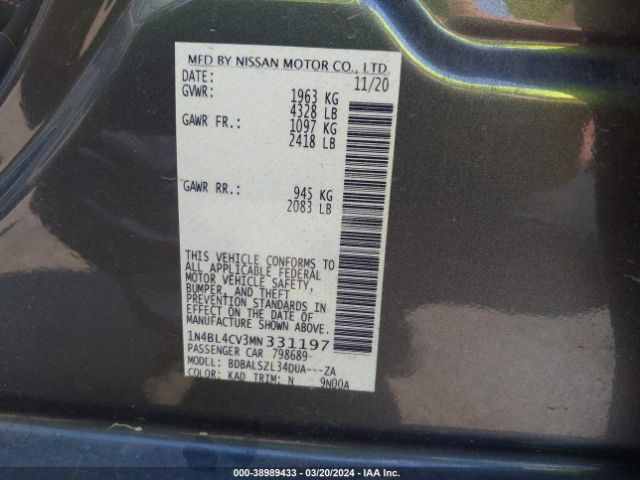 MFD BY NISSAN MOTOR CO., LTD.
DATE: 11/20
GVWR: 1963 KG
4328 LB
GAWR FR.: 1097 KG
2418 LB
GAWR RR.: 945 KG
2083 LB
THIS VEHICLE CONFORMS TO
ALL APPLICABLE FEDERAL
MOTOR VEHICLE SAFETY,
BUMPER, AND THEFT
PREVENTION STANDARDS IN
EFFECT ON THE DATE OF
MANUFACTURE SHOWN ABOVE.
1N4BL4CV3MN331197
PASSENGER CAR 798689
MODEL: BDBALSZL34DUA---ZA
COLOR: KAD TRIM: N 9N00A
000-38989433 - 03/20/2024 - IAA Inc.